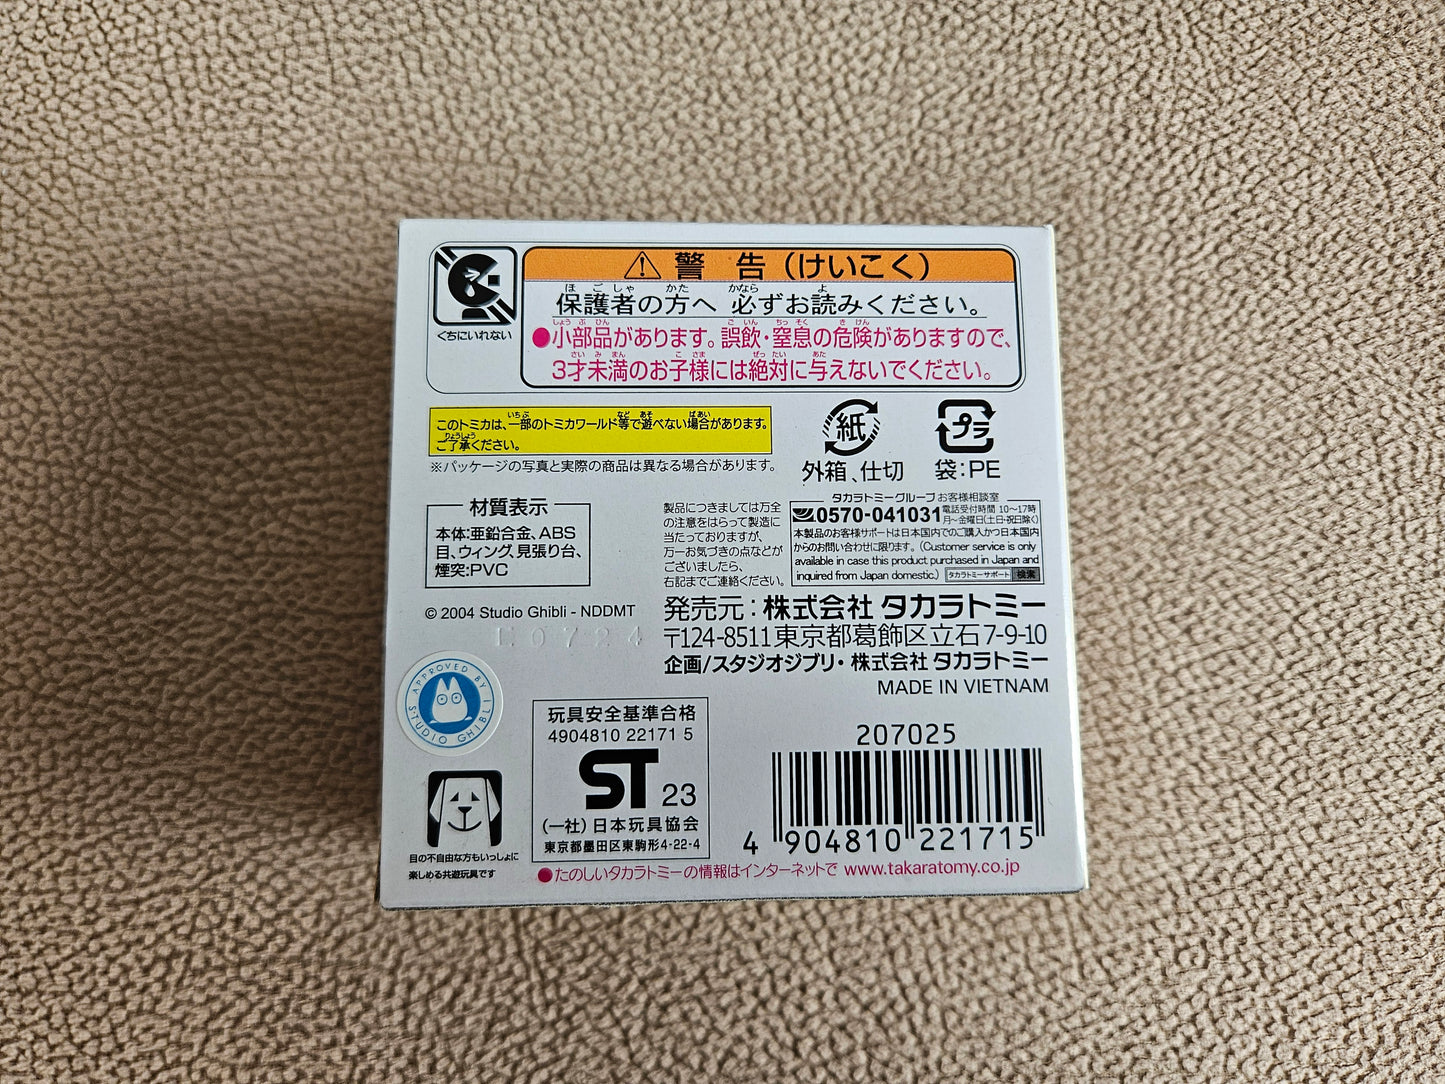 くちにいれない
警 告（けいこく）
保護者の方へ 必ずお読みください。
●小部品があります。誤飲・窒息の危険がありますので、
3才未満のお子様には絶対に与えないでください。
このトミカは、一部のトミカワールド等で遊べない場合があります。
ご了承ください。
※パッケージの写真と実際の商品は異なる場合があります。
紙
外箱、仕切
プラ
袋:PE
材質表示
本体:亜鉛合金、ABS
目、ウィング、見張り台、
煙突:PVC
製品につきましては万全
の注意をはらって製造に
当たっておりますが、
万一お気づきの点などが
ございましたら、
右記までご連絡ください。
タカラトミーグループ お客様相談室
0570-041031 電話受付時間 10〜17時
月〜金曜日(土日・祝日除く)
本製品のお客様サポートは日本国内でのご購入かつ日本国内
からのお問い合わせに限ります。(Customer service is only
available in case this product purchased in Japan and
inquired from Japan domestic.) タカラトミーサポート 検索
© 2004 Studio Ghibli - NDDMT
E0724
発売元：株式会社 タカラトミー
〒124-8511 東京都葛飾区立石7-9-10
企画/スタジオジブリ・株式会社 タカラトミー
MADE IN VIETNAM
APPROVED BY
STUDIO GHIBLI
目の不自由な方もいっしょに
楽しめる共遊玩具です
玩具安全基準合格
4904810 22171 5
ST 23
(一社)日本玩具協会
東京都墨田区東駒形4-22-4
207025
4 904810 221715
●たのしいタカラトミーの情報はインターネットで www.takaratomy.co.jp